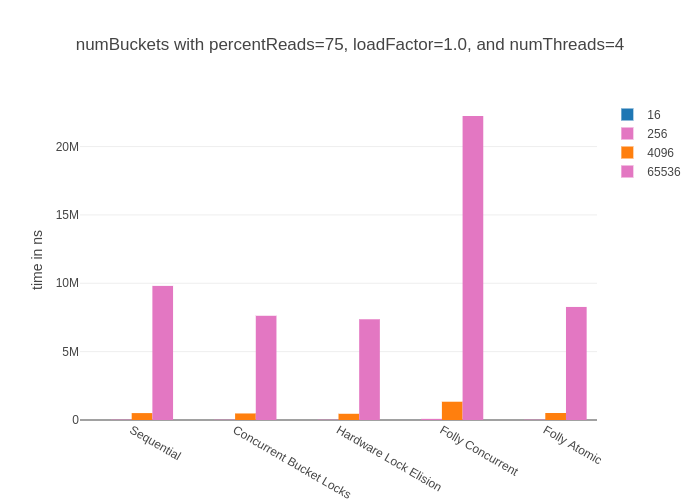 numBuckets with percentReads=75, loadFactor=1.0, and numThreads=4
16
256
4096
65536
time in ns
20M
15M
10M
5M
0
Sequential
Concurrent Bucket Locks
Hardware Lock Elision
Folly Concurrent
Folly Atomic